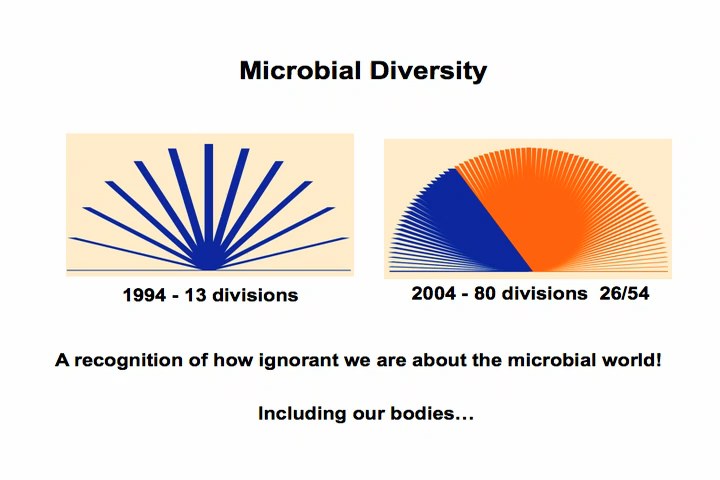 Microbial Diversity
1994 - 13 divisions
2004 - 80 divisions  26/54
A recognition of how ignorant we are about the microbial world!
Including our bodies…